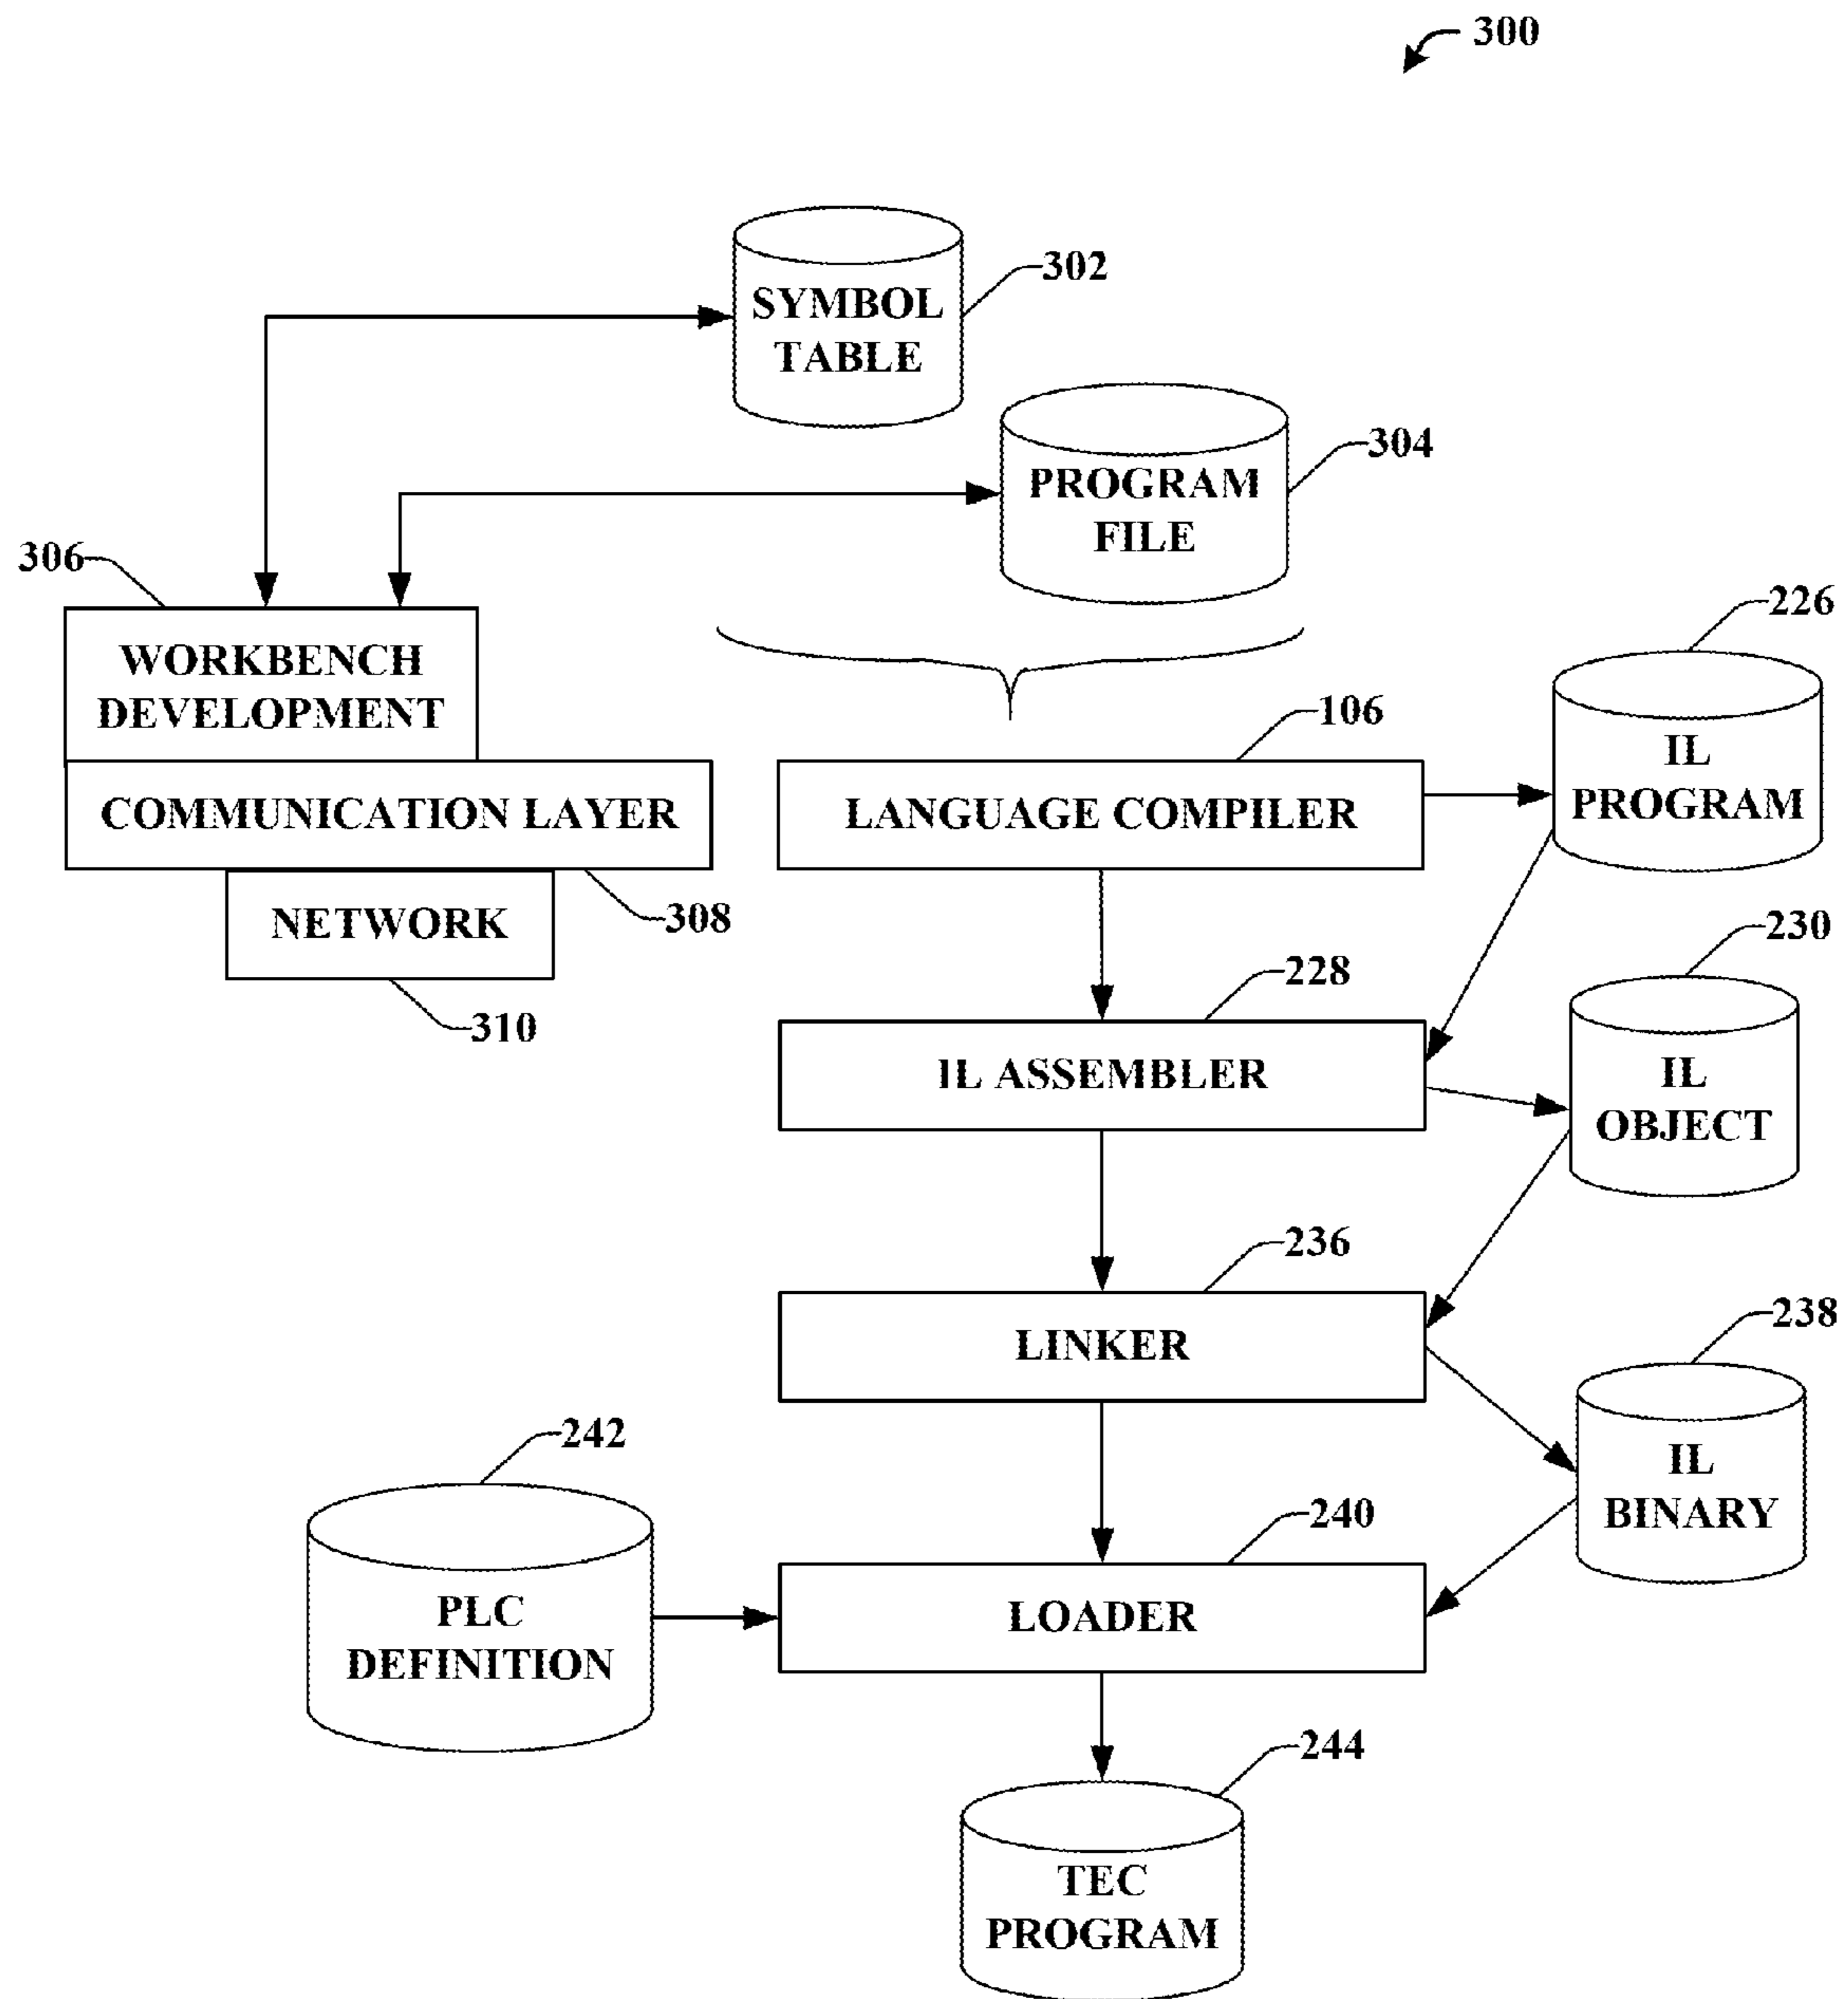 300
302
SYMBOL
TABLE
304
PROGRAM
FILE
306
226
WORKBENCH
DEVELOPMENT
106
IL
PROGRAM
COMMUNICATION LAYER
LANGUAGE COMPILER
308
NETWORK
230
228
310
IL ASSEMBLER
IL
OBJECT
236
238
LINKER
242
IL
BINARY
240
PLC
DEFINITION
LOADER
244
TEC
PROGRAM